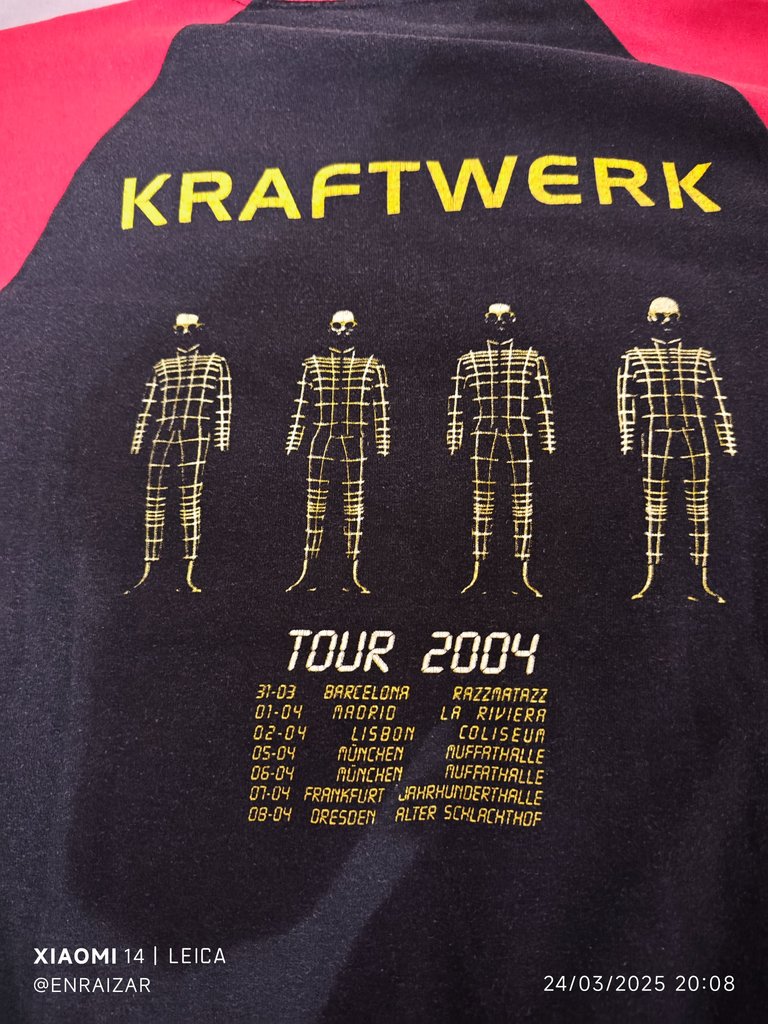 KRAFTWERK
TOUR 2004
31-03 BARCELONA RAZZMATAZZ
01-04 MADRID LA RIVIERA
02-04 LISBON COLISEUM
05-04 MÜNCHEN MUFFATHALLE
06-04 MÜNCHEN MUFFATHALLE
07-04 FRANKFURT JAHRHUNDERTHALLE
08-04 DRESDEN ALTER SCHLACHTHOF
XIAOMI 14 | LEICA
@ENRAIZAR 24/03/2025 20:08